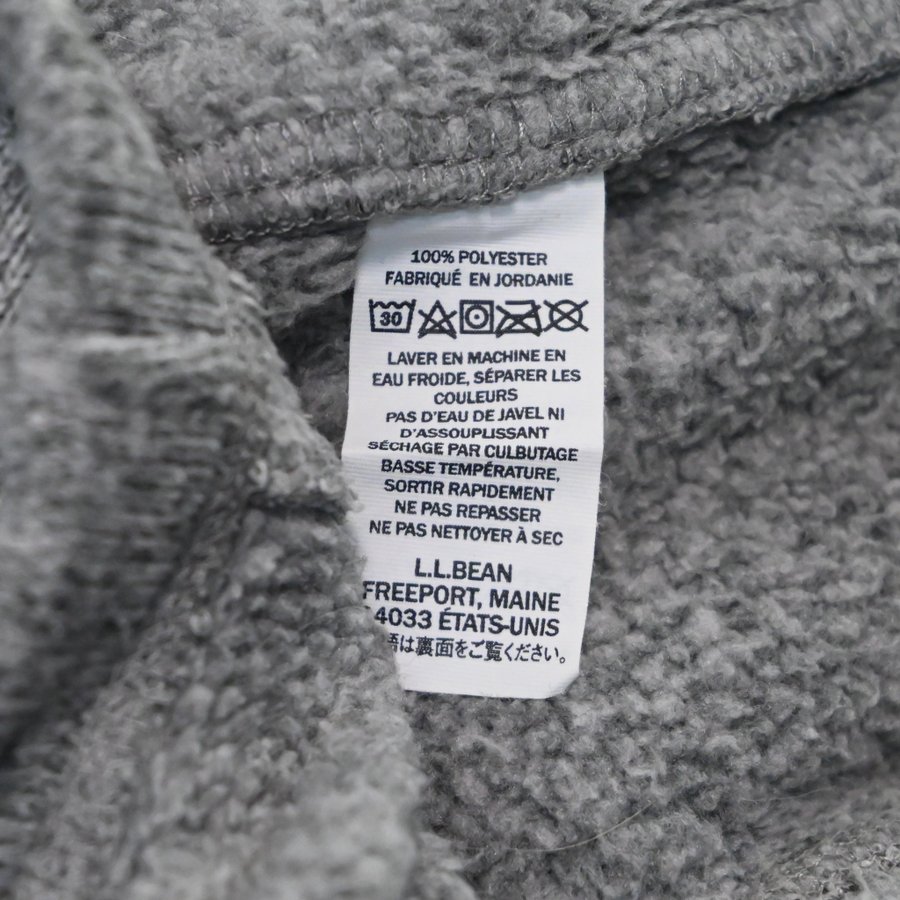 100% POLYESTER
FABRIQUÉ EN JORDANIE
30
LAVER EN MACHINE EN
EAU FROIDE, SÉPARER LES
COULEURS
PAS D'EAU DE JAVEL NI
D'ASSOUPLISSANT
SÉCHAGE PAR CULBUTAGE
BASSE TEMPÉRATURE,
SORTIR RAPIDEMENT
NE PAS REPASSER
NE PAS NETTOYER À SEC
L.L.BEAN
FREEPORT, MAINE
4033 ÉTATS-UNIS
語は裏面をご覧ください。